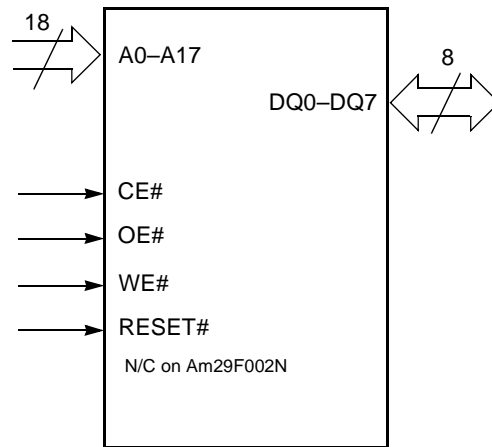 18
A0–A17
8
DQ0–DQ7
CE#
OE#
WE#
RESET#
N/C on Am29F002N